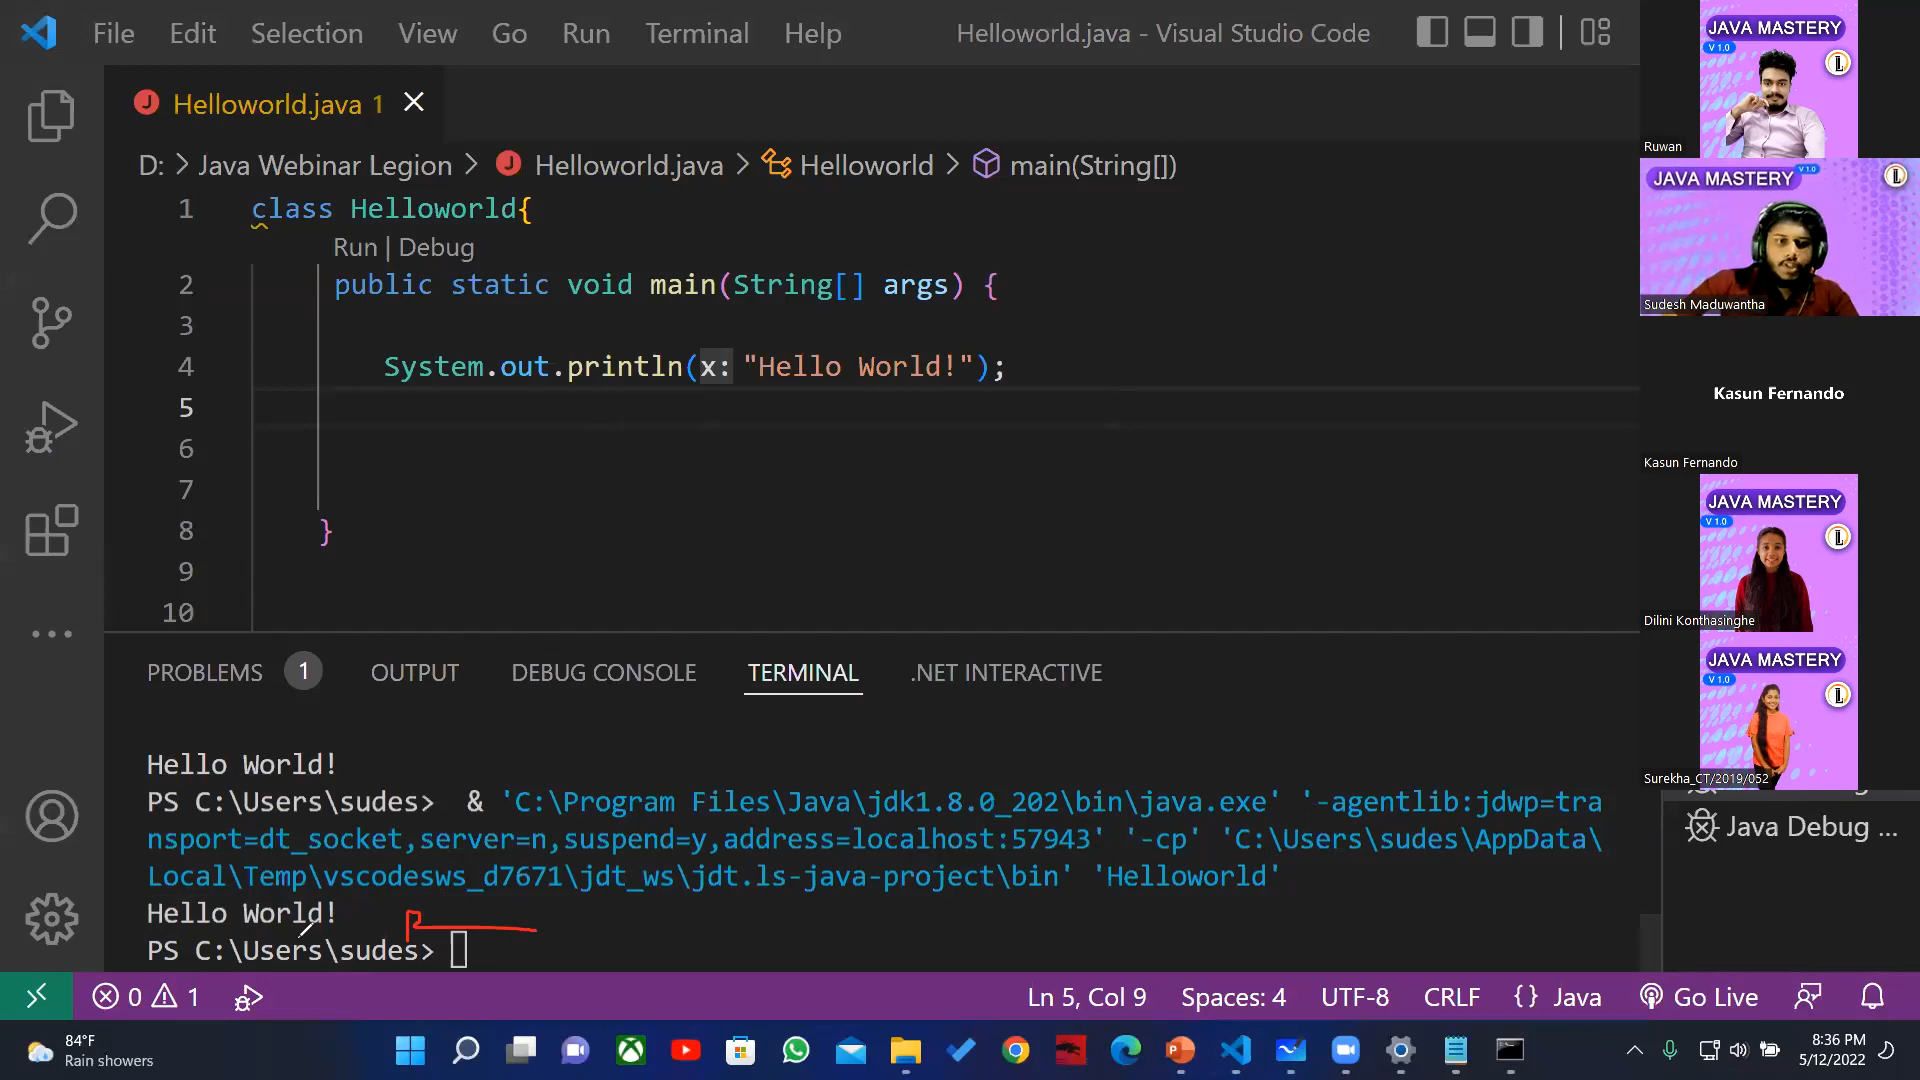 File Edit Selection View Go Run Terminal Help
Helloworld.java - Visual Studio Code
Helloworld.java 1
D: > Java Webinar Legion > Helloworld.java > Helloworld > main(String[])
1 class Helloworld{
Run | Debug
2 public static void main(String[] args) {
3
4 System.out.println(x: "Hello World!");
5
6
7
8 }
9
10
PROBLEMS 1 OUTPUT DEBUG CONSOLE TERMINAL .NET INTERACTIVE
Hello World!
PS C:\Users\sudes> & 'C:\Program Files\Java\jdk1.8.0_202\bin\java.exe' '-agentlib:jdwp=tra
nsport=dt_socket,server=n,suspend=y,address=localhost:57943' '-cp' 'C:\Users\sudes\AppData\
Local\Temp\vscodesws_d7671\jdt_ws\jdt.ls-java-project\bin' 'Helloworld'
Hello World!
PS C:\Users\sudes>
Java Debug ...
0 1
Ln 5, Col 9 Spaces: 4 UTF-8 CRLF {} Java Go Live
84°F
Rain showers
8:36 PM
5/12/2022
JAVA MASTERY
V 1.0
Ruwan
JAVA MASTERY V 1.0
Sudesh Maduwantha
Kasun Fernando
Kasun Fernando
JAVA MASTERY
V 1.0
Dilini Konthasinghe
JAVA MASTERY
V 1.0
Surekha_CT/2019/052